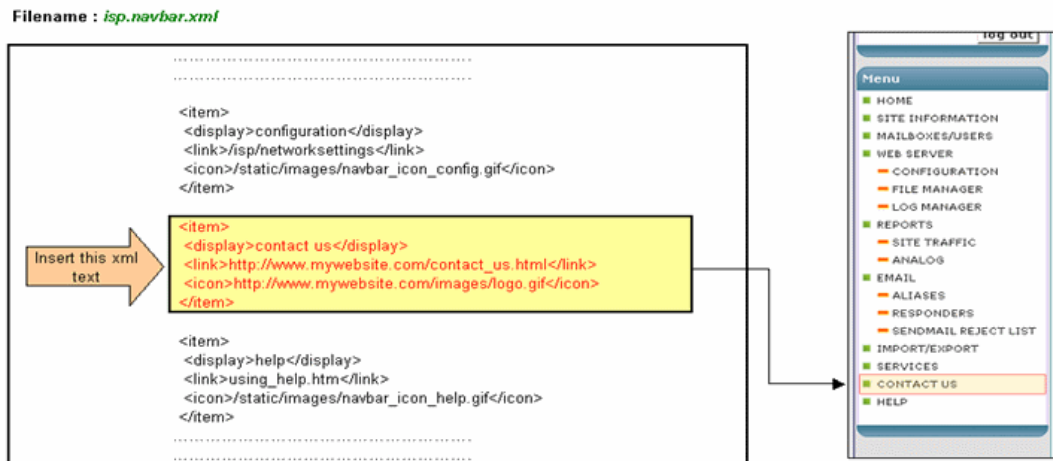 Filename : isp.navbar.xml
......................................................
......................................................
<item>
<display>configuration</display>
<link>/isp/networksettings</link>
<icon>/static/images/navbar_icon_config.gif</icon>
</item>
Insert this xml
text
<item>
<display>contact us</display>
<link>http://www.mywebsite.com/contact_us.html</link>
<icon>http://www.mywebsite.com/images/logo.gif</icon>
</item>
<item>
<display>help</display>
<link>using_help.htm</link>
<icon>/static/images/navbar_icon_help.gif</icon>
</item>
......................................................
......................................................
log out
Menu
HOME
SITE INFORMATION
MAILBOXES/USERS
WEB SERVER
CONFIGURATION
FILE MANAGER
LOG MANAGER
REPORTS
SITE TRAFFIC
ANALOG
EMAIL
ALIASES
RESPONDERS
SENDMAIL REJECT LIST
IMPORT/EXPORT
SERVICES
CONTACT US
HELP